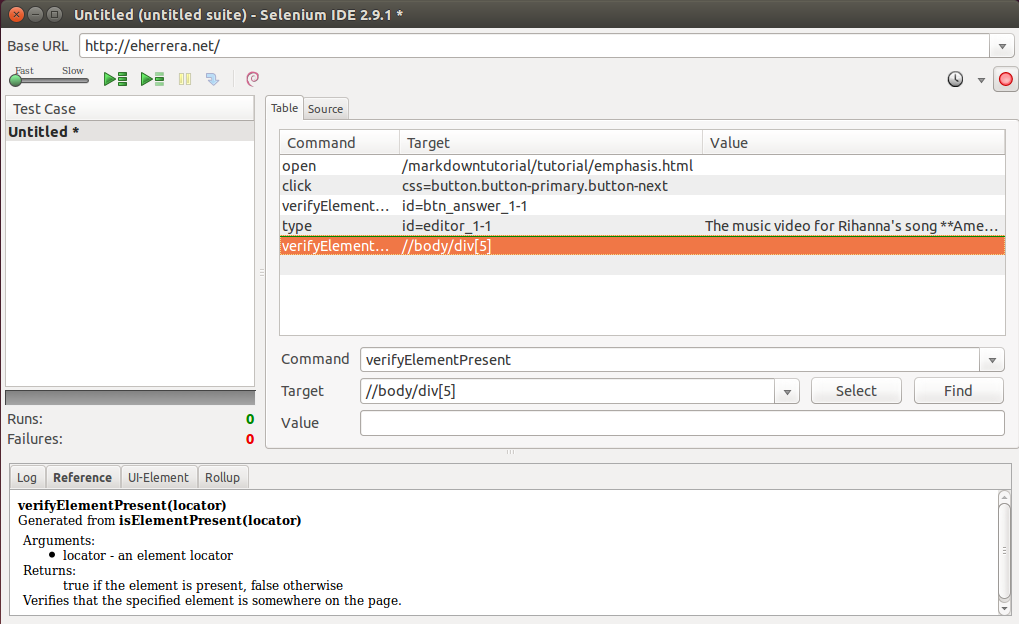 Untitled (untitled suite) - Selenium IDE 2.9.1 *
Base URL http://eherrera.net/
Fast Slow
Test Case
Untitled *
Runs: 0
Failures: 0
Table Source
Command Target Value
open /markdowntutorial/tutorial/emphasis.html
click css=button.button-primary.button-next
verifyElement... id=btn_answer_1-1
type id=editor_1-1 The music video for Rihanna's song **Ame...
verifyElement... //body/div[5]
Command verifyElementPresent
Target //body/div[5] Select Find
Value
Log Reference UI-Element Rollup
verifyElementPresent(locator)
Generated from isElementPresent(locator)
Arguments:
• locator - an element locator
Returns:
true if the element is present, false otherwise
Verifies that the specified element is somewhere on the page.